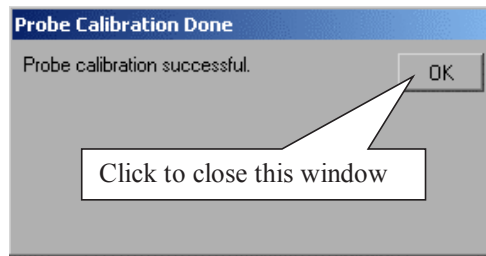 Probe Calibration Done
Probe calibration successful.
OK
Click to close this window